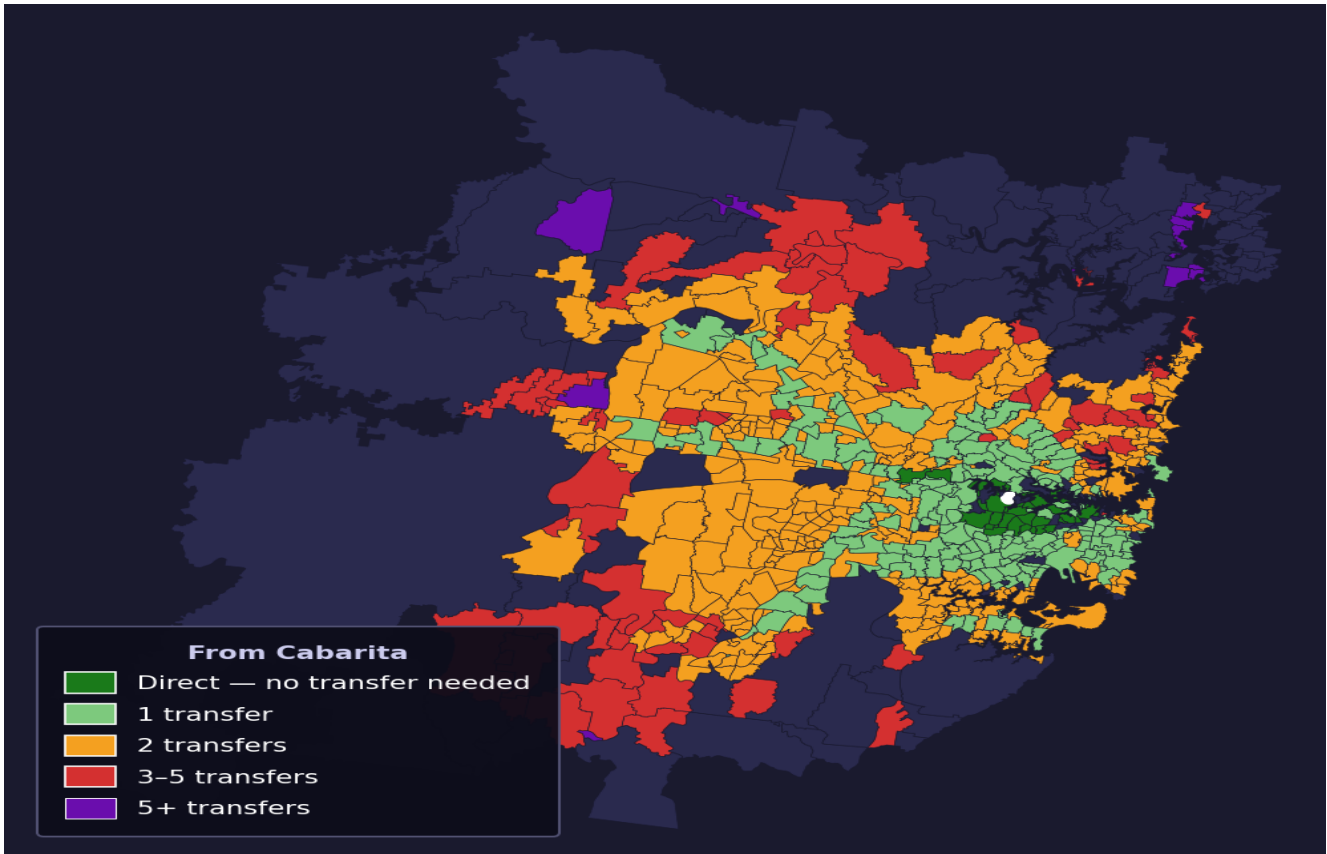 From Cabarita
Direct — no transfer needed
1 transfer
2 transfers
3–5 transfers
5+ transfers